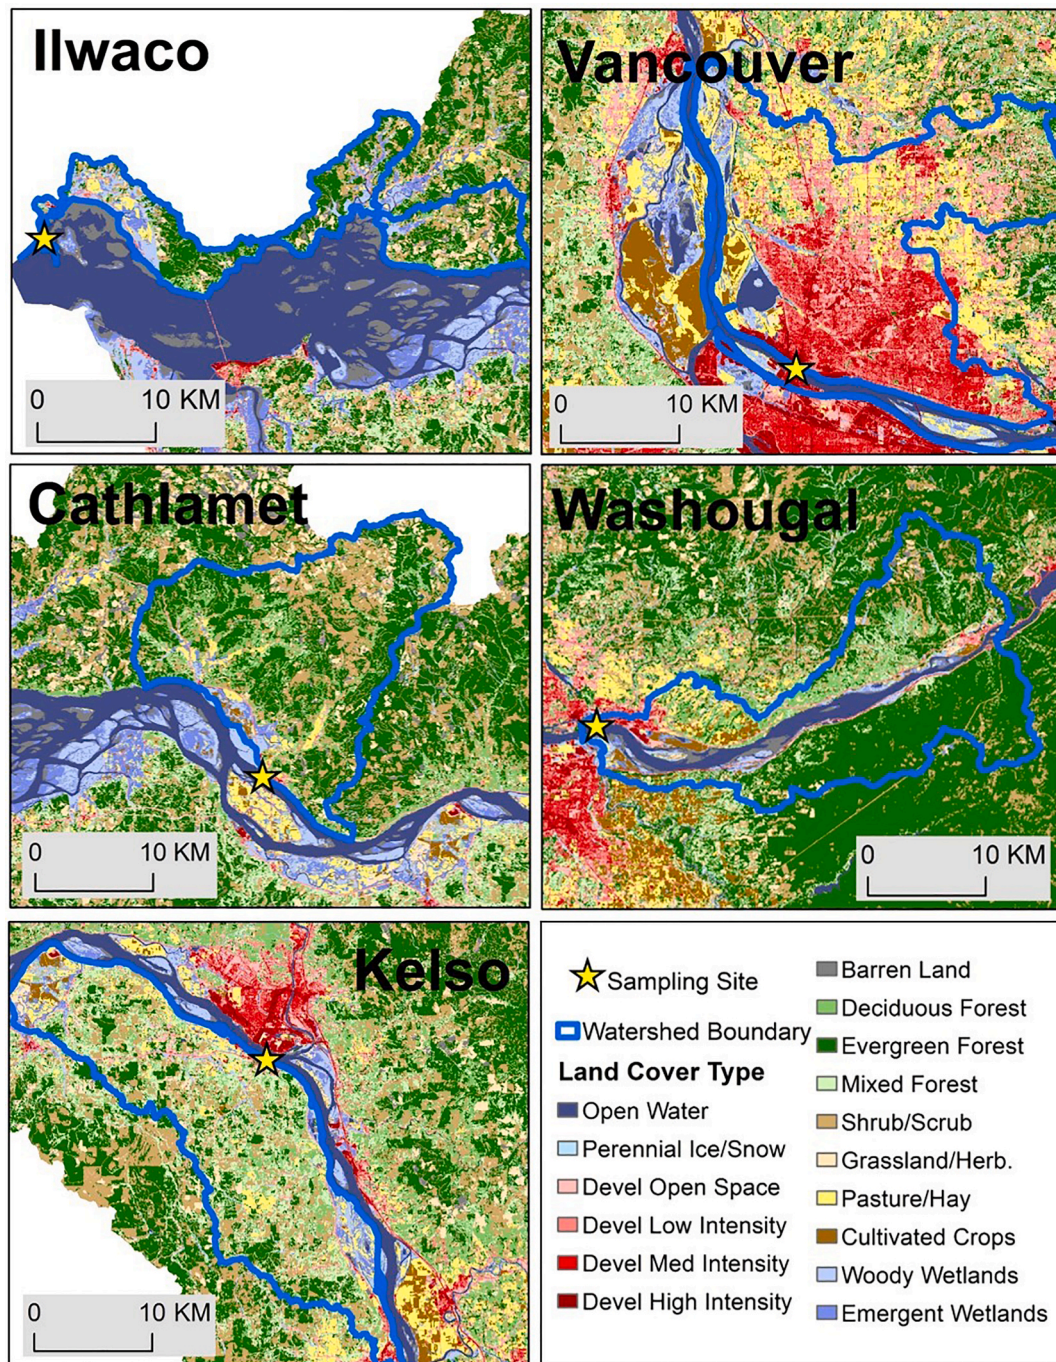 Ilwaco
0 10 KM
Vancouver
0 10 KM
Cathlamet
0 10 KM
Washougal
0 10 KM
Kelso
0 10 KM
Sampling Site
Watershed Boundary
Land Cover Type
Open Water
Perennial Ice/Snow
Devel Open Space
Devel Low Intensity
Devel Med Intensity
Devel High Intensity
Barren Land
Deciduous Forest
Evergreen Forest
Mixed Forest
Shrub/Scrub
Grassland/Herb.
Pasture/Hay
Cultivated Crops
Woody Wetlands
Emergent Wetlands